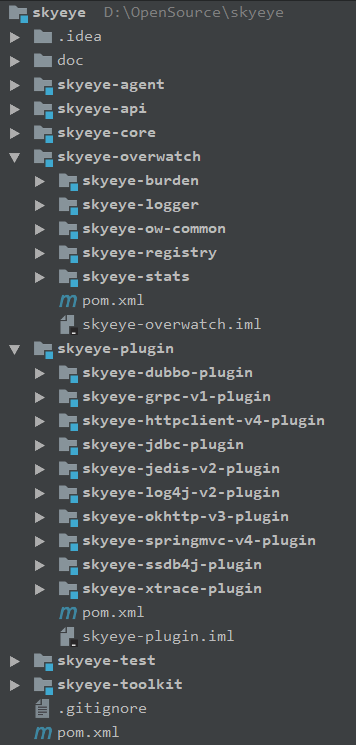 skyeye D:\OpenSource\skyeye
.idea
doc
skyeye-agent
skyeye-api
skyeye-core
skyeye-overwatch
skyeye-burden
skyeye-logger
skyeye-ow-common
skyeye-registry
skyeye-stats
pom.xml
skyeye-overwatch.iml
skyeye-plugin
skyeye-dubbo-plugin
skyeye-grpc-v1-plugin
skyeye-httpclient-v4-plugin
skyeye-jdbc-plugin
skyeye-jedis-v2-plugin
skyeye-log4j-v2-plugin
skyeye-okhttp-v3-plugin
skyeye-springmvc-v4-plugin
skyeye-ssdb4j-plugin
skyeye-xtrace-plugin
pom.xml
skyeye-plugin.iml
skyeye-test
skyeye-toolkit
.gitignore
pom.xml